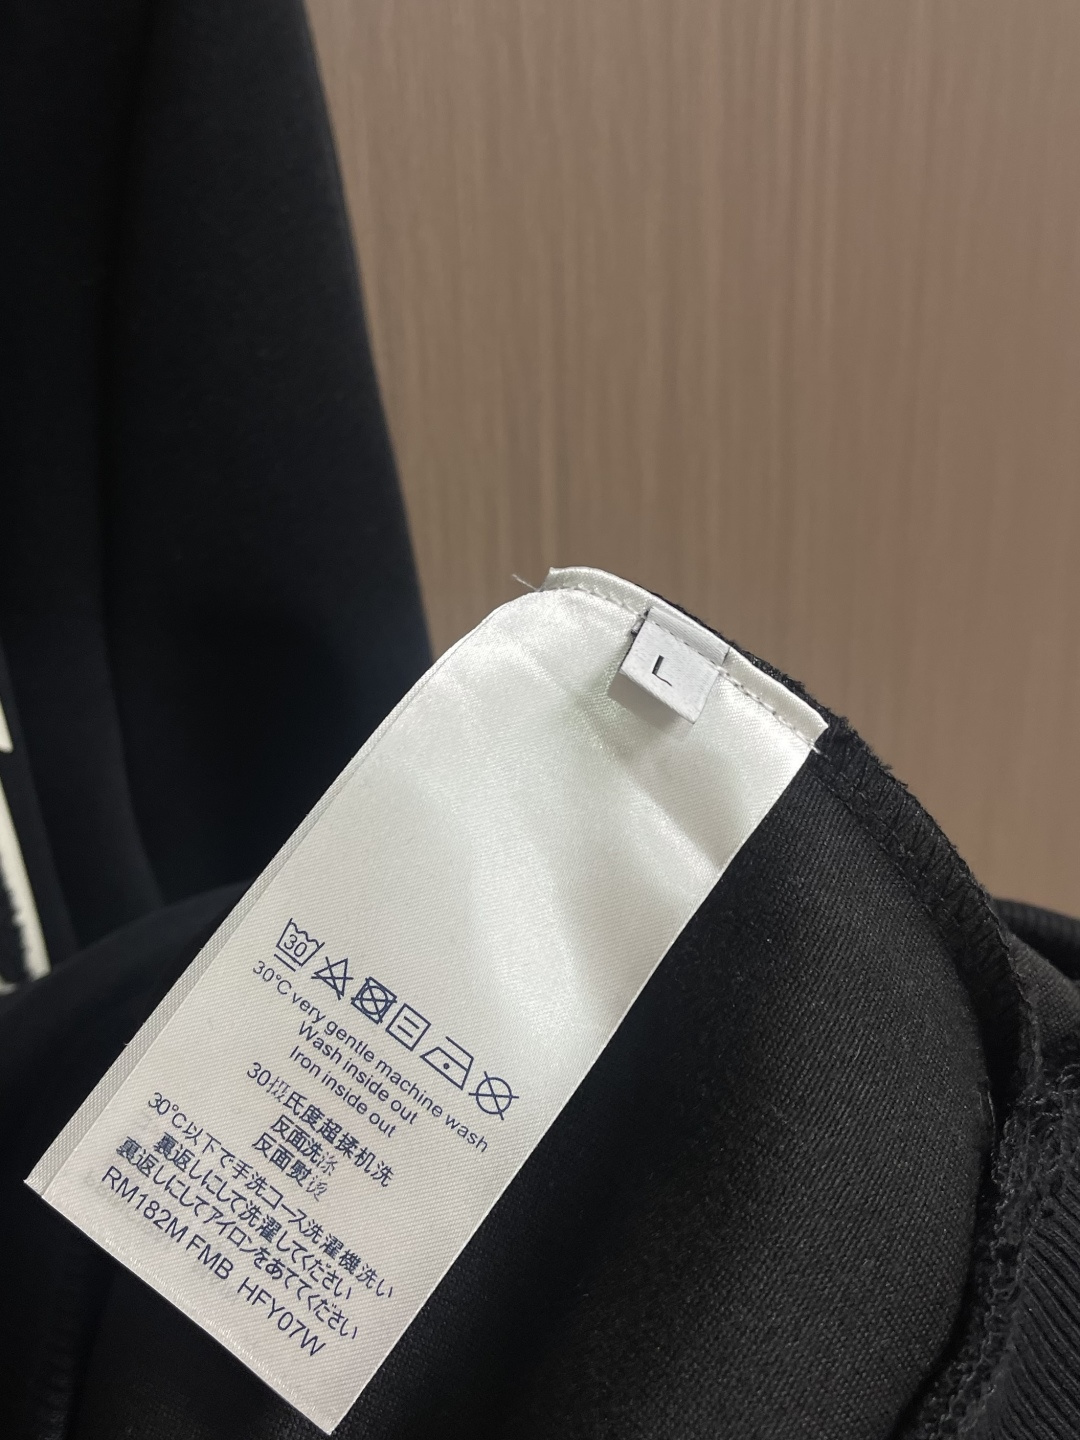 L
30
30°C very gentle machine wash
Wash inside out
Iron inside out
30摄氏度超揉机洗
反面洗涤
反面熨烫
30°C以下で手洗コース洗濯機洗い
裏返しにして洗濯してください
裏返しにしてアイロンをあててください
RM182M FMB HFY07W